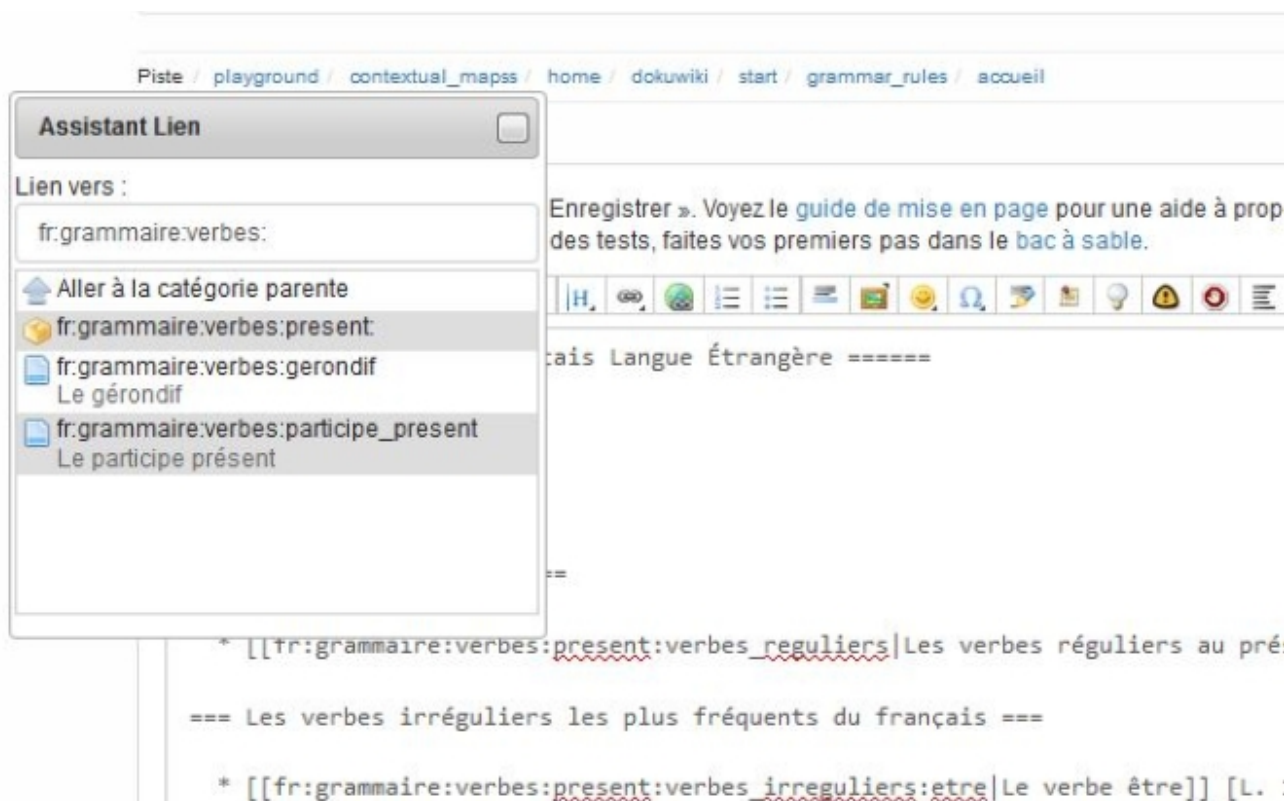 Piste / playground / contextual_mapss / home / dokuwiki / start / grammar_rules / accueil
Assistant Lien
Lien vers :
fr:grammaire:verbes:
Aller à la catégorie parente
fr:grammaire:verbes:present:
fr:grammaire:verbes:gerondif
Le gérondif
fr:grammaire:verbes:participe_present
Le participe présent
Enregistrer ». Voyez le guide de mise en page pour une aide à prop
des tests, faites vos premiers pas dans le bac à sable.
çais Langue Étrangère ======
==
* [[fr:grammaire:verbes:present:verbes_reguliers|Les verbes réguliers au prés
=== Les verbes irréguliers les plus fréquents du français ===
* [[fr:grammaire:verbes:present:verbes_irreguliers:etre|Le verbe être]] [L.